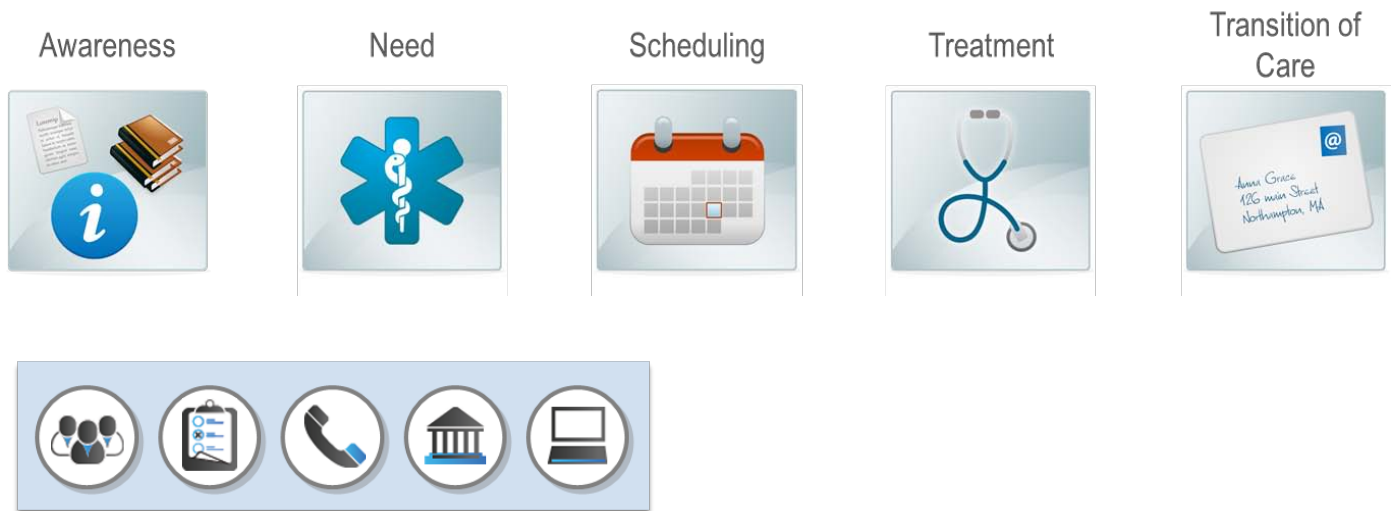 Awareness
Need
Scheduling
Treatment
Transition of
Care
@
Anna Grace
126 main Street
Northampton, MA
i